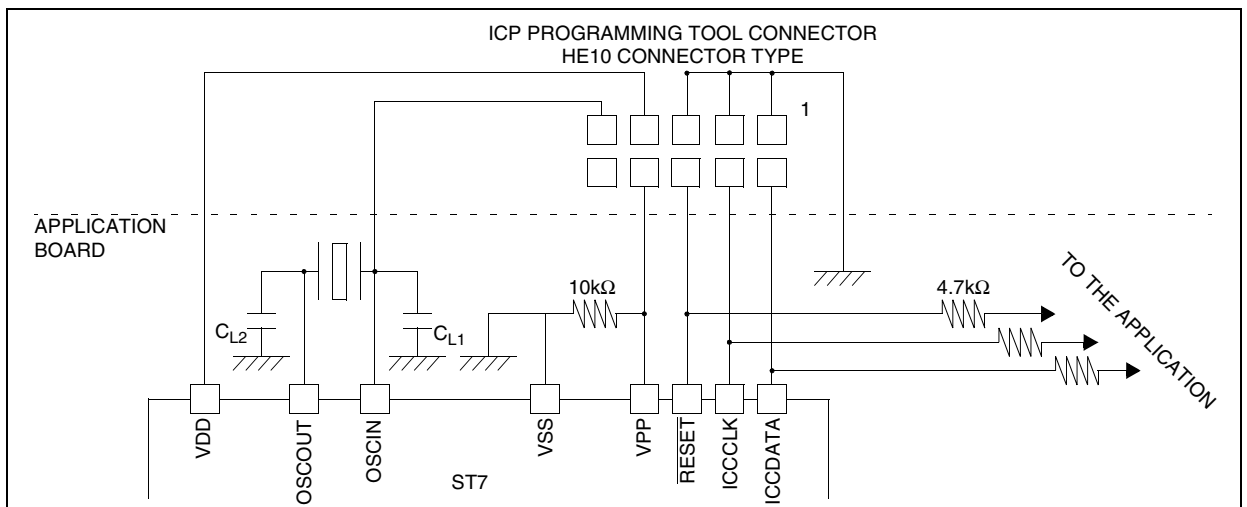 ICP PROGRAMMING TOOL CONNECTOR
HE10 CONNECTOR TYPE
1
APPLICATION
BOARD
TO THE APPLICATION
10kΩ
4.7kΩ
CL2
CL1
VDD
OSCOUT
OSCIN
VSS
VPP
RESET
ICCCLK
ICCDATA
ST7